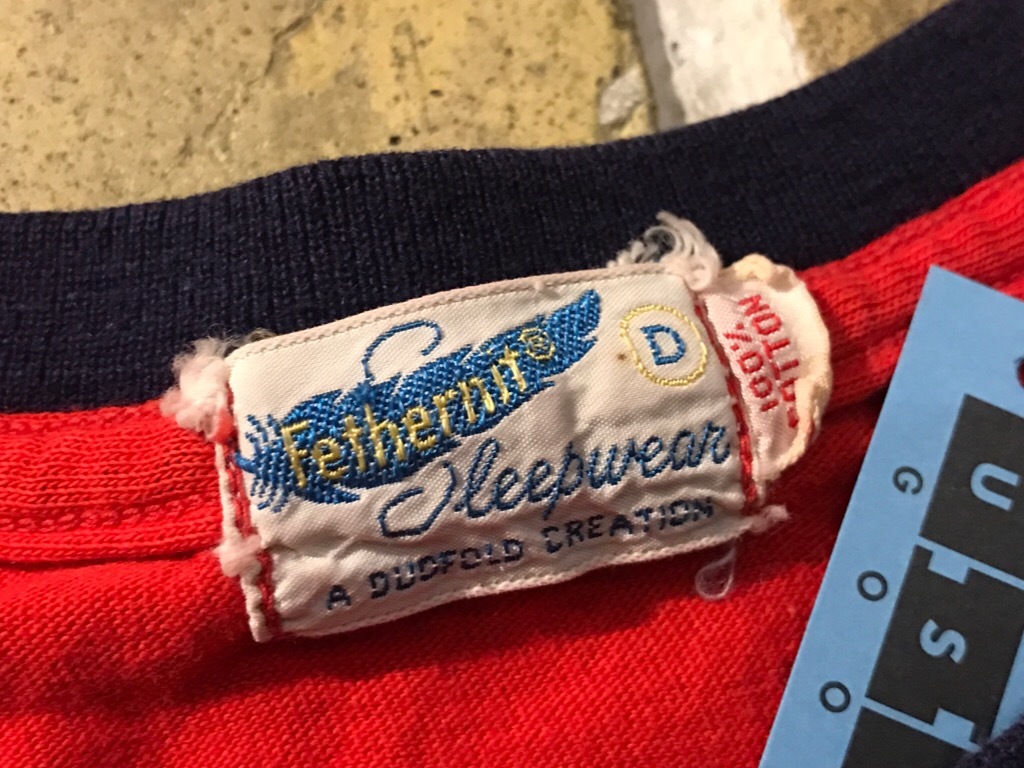 Fethernit®
D
Sleepwear
A DUOFOLD CREATION
100%
COTTON
U
S
G
O
O